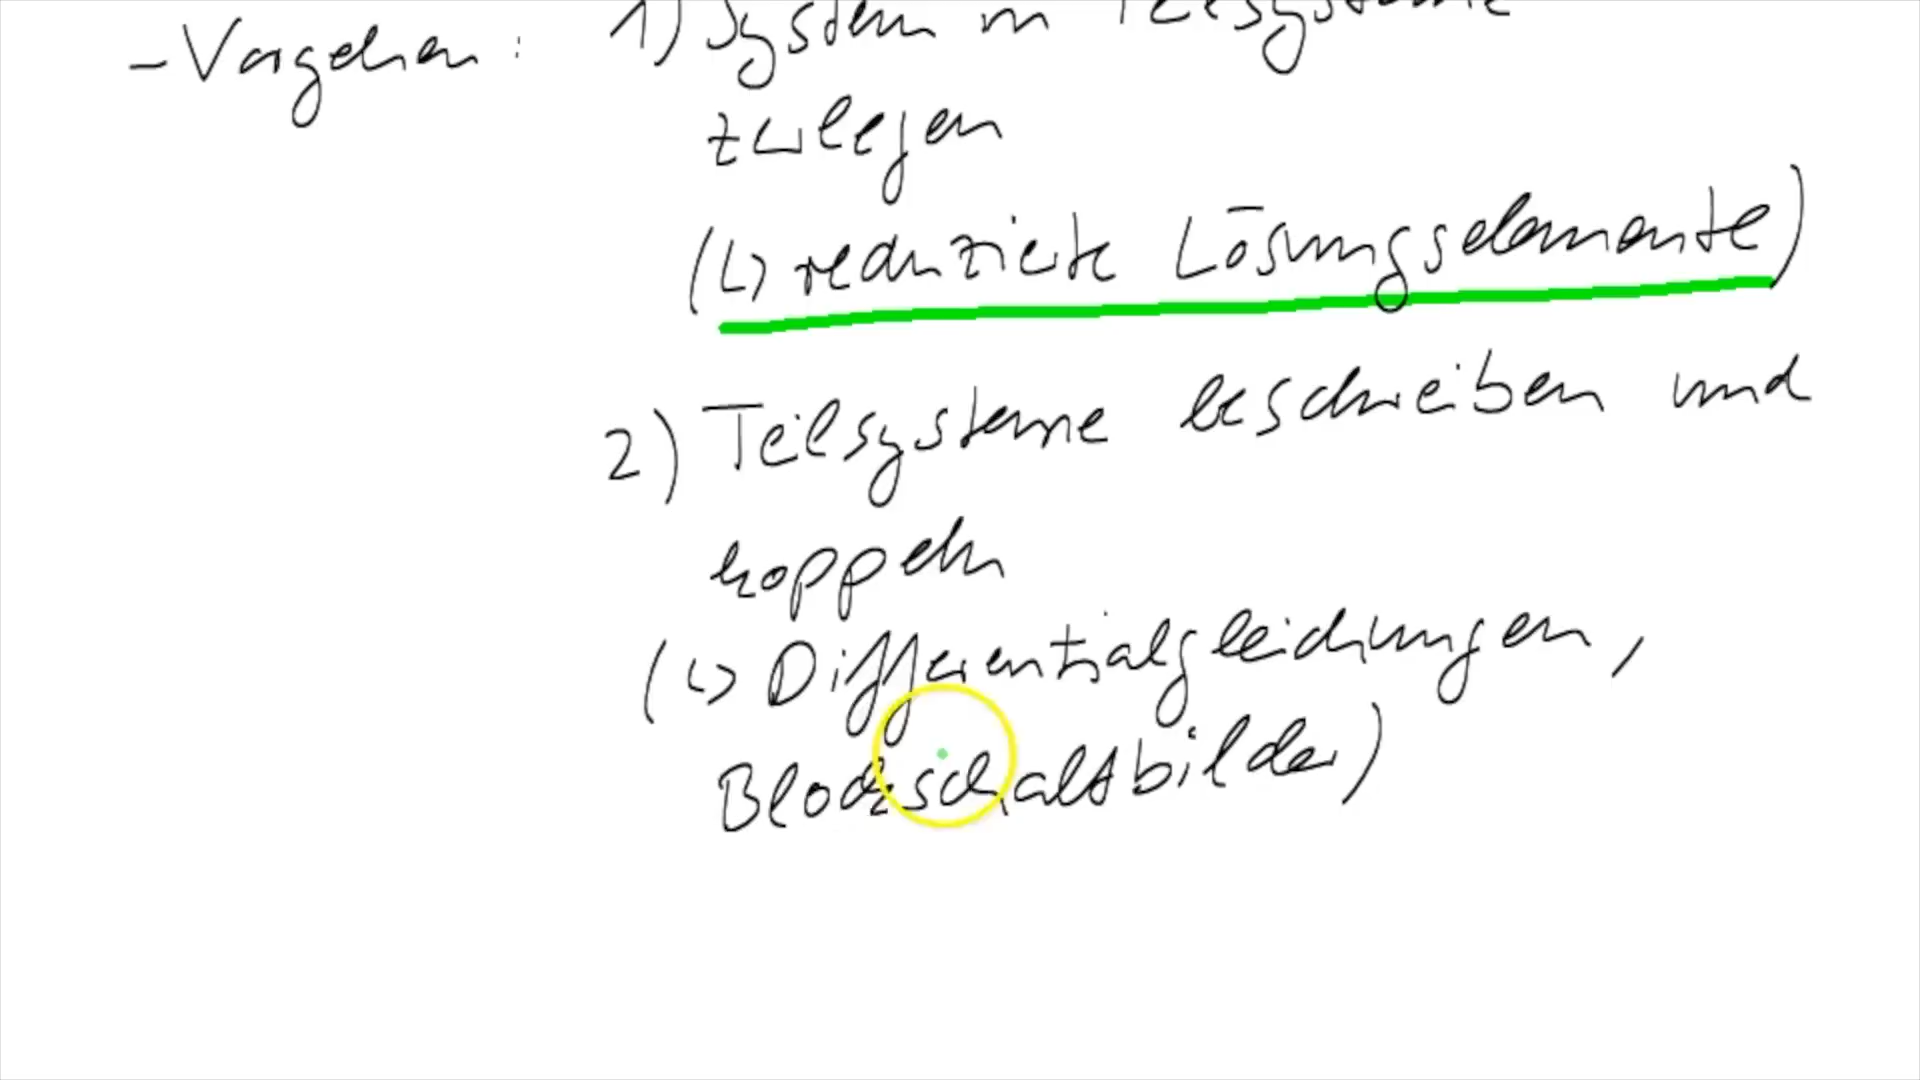 - Vorgehen: 1) System in Teilsysteme
zerlegen
(↳ reduzierte Lösungselemente)
2) Teilsysteme beschreiben und
koppeln
(↳ Differentialgleichungen,
Blockschaltbilder)